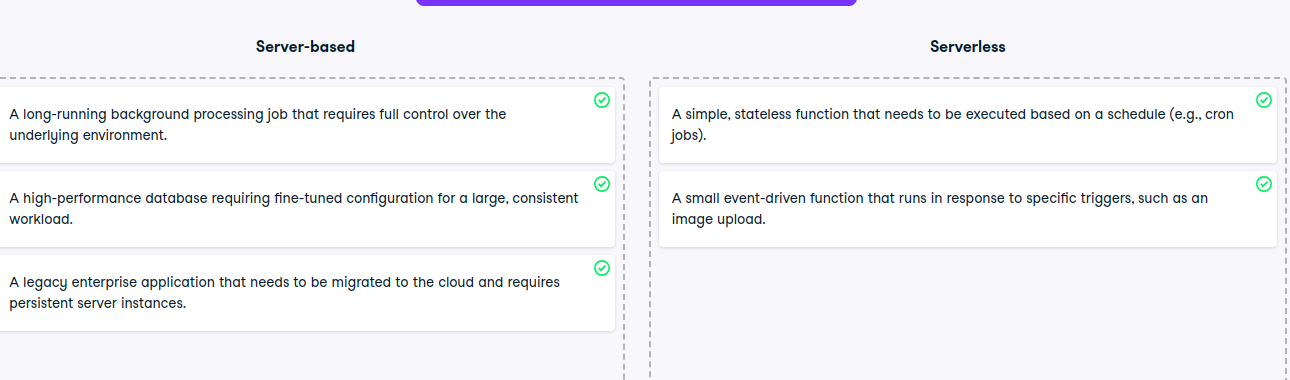 Server-based
A long-running background processing job that requires full control over the
underlying environment.
A high-performance database requiring fine-tuned configuration for a large, consistent
workload.
A legacy enterprise application that needs to be migrated to the cloud and requires
persistent server instances.
Serverless
A simple, stateless function that needs to be executed based on a schedule (e.g., cron
jobs).
A small event-driven function that runs in response to specific triggers, such as an
image upload.